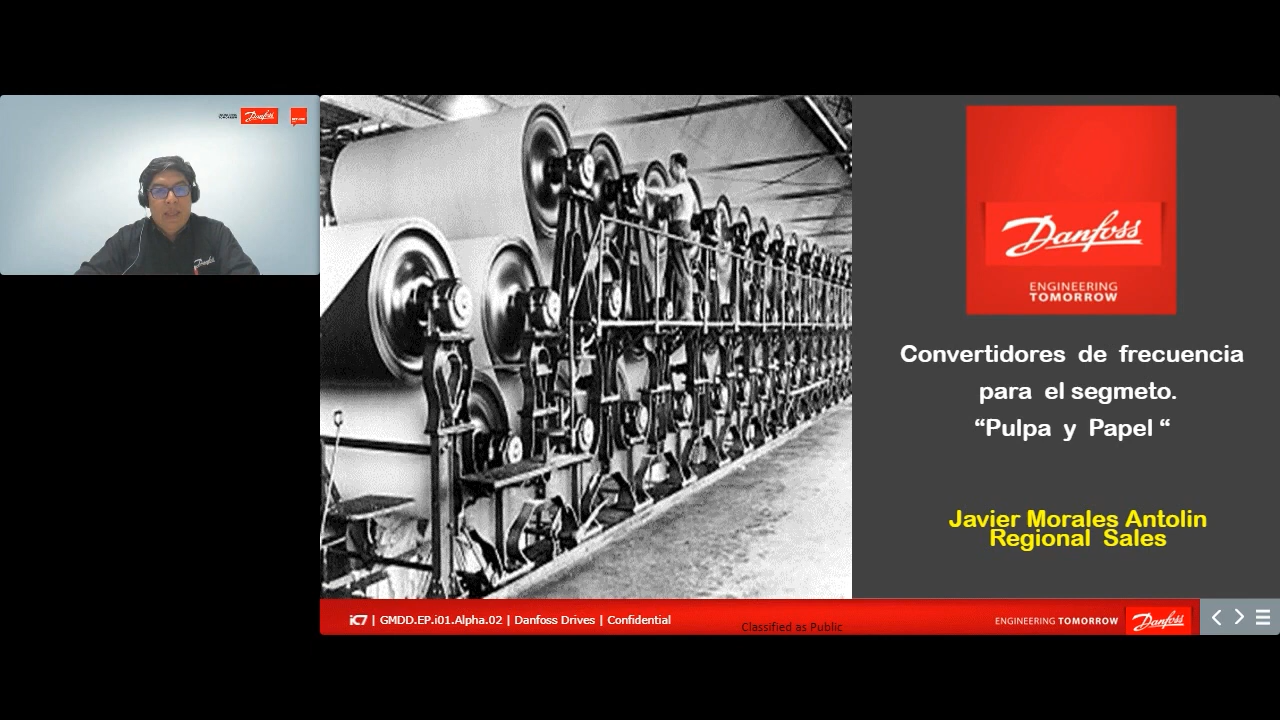 Danfoss
Danfoss
ENGINEERING
TOMORROW
Convertidores de frecuencia
para el segmeto.
“Pulpa y Papel “
Javier Morales Antolin
Regional Sales
iC7 | GMDD.EP.i01.Alpha.02 | Danfoss Drives | Confidential
Classified as Public
ENGINEERING TOMORROW
Danfoss